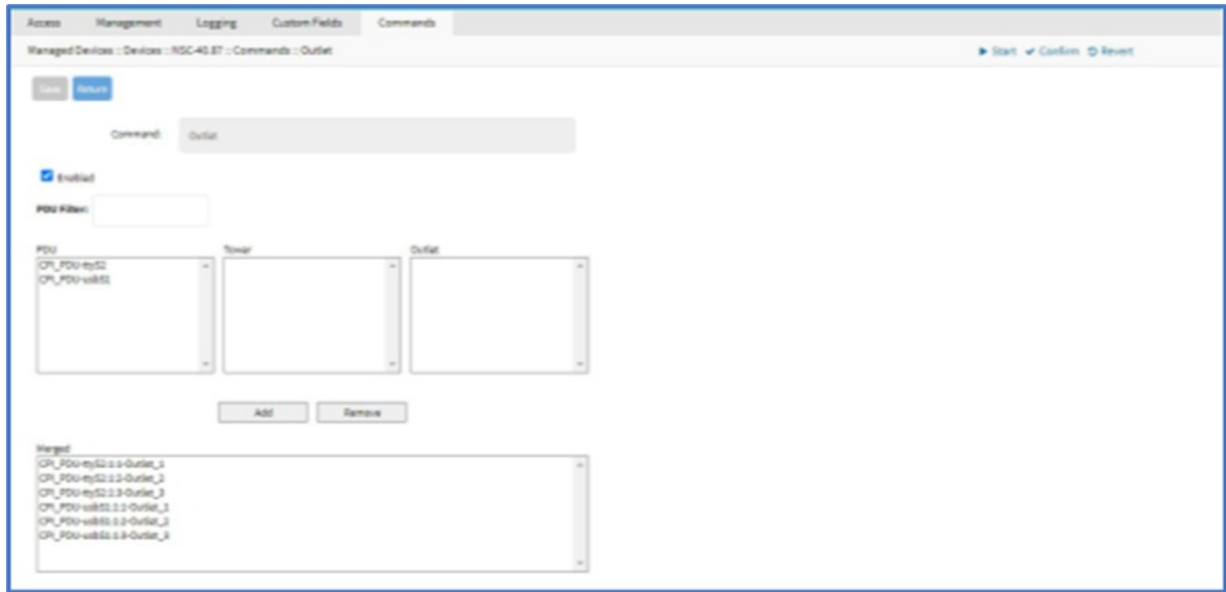 Access Management Logging Custom Fields Commands
Managed Devices :: Devices :: NSC-40.87 :: Commands :: Outlet
Start Confirm Revert
Save Return
Command: Outlet
Enabled
PDU Filter:
PDU Tower Outlet
CPI_PDU-ttyS2
CPI_PDU-usbS1
Add Remove
Merged
CPI_PDU-ttyS2:1:1-Outlet_1
CPI_PDU-ttyS2:1:2-Outlet_2
CPI_PDU-ttyS2:1:3-Outlet_3
CPI_PDU-usbS1:1:1-Outlet_1
CPI_PDU-usbS1:1:2-Outlet_2
CPI_PDU-usbS1:1:3-Outlet_3